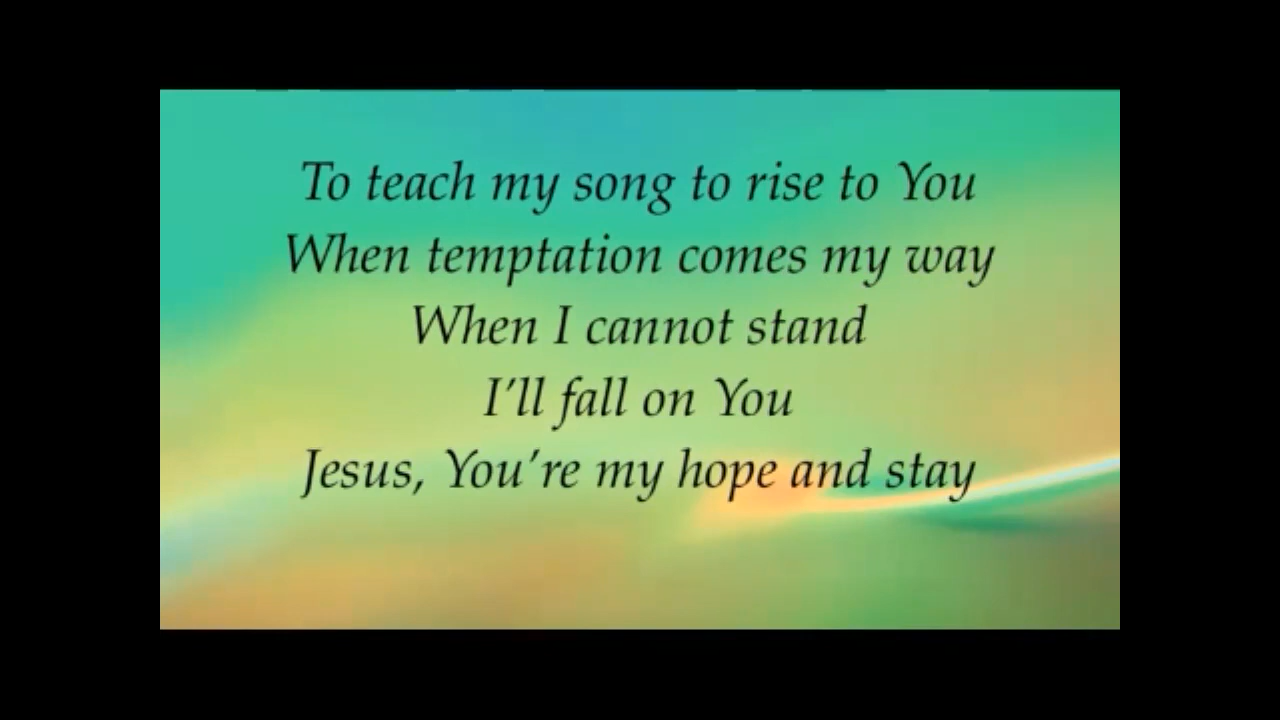 To teach my song to rise to You
When temptation comes my way
When I cannot stand
I'll fall on You
Jesus, You're my hope and stay